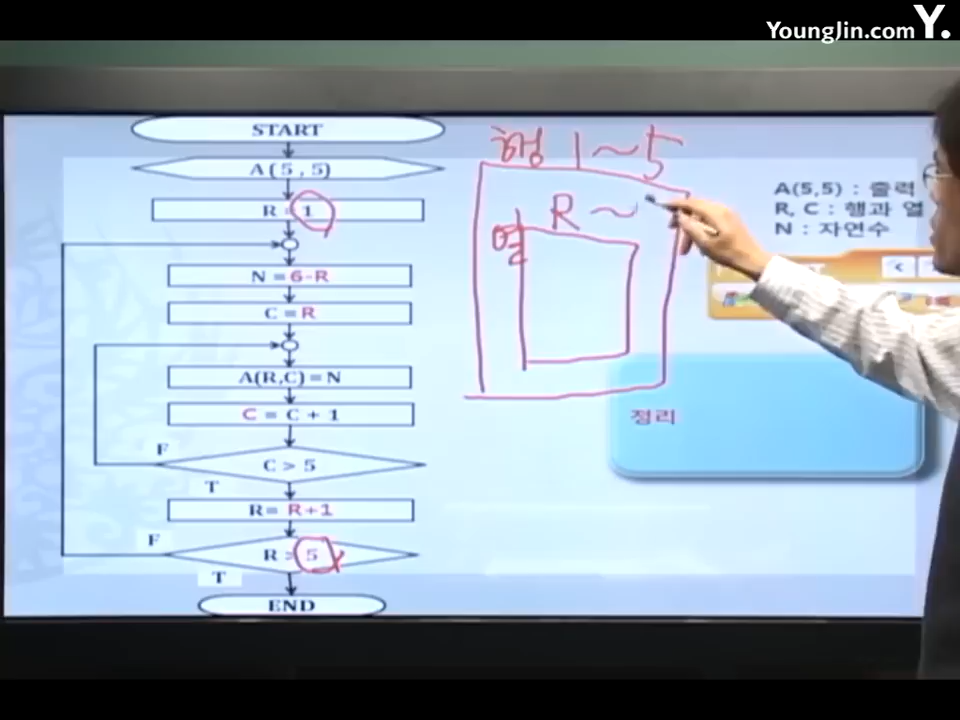 YoungJin.com Y.
START
A(5,5)
R = 1
N = 6-R
C = R
A(R,C) = N
C = C + 1
F
C > 5
T
R = R+1
F
R > 5
T
END
행 1~5
열 R~
A(5,5) : 출력
R, C : 행과 열
N : 자연수
정리